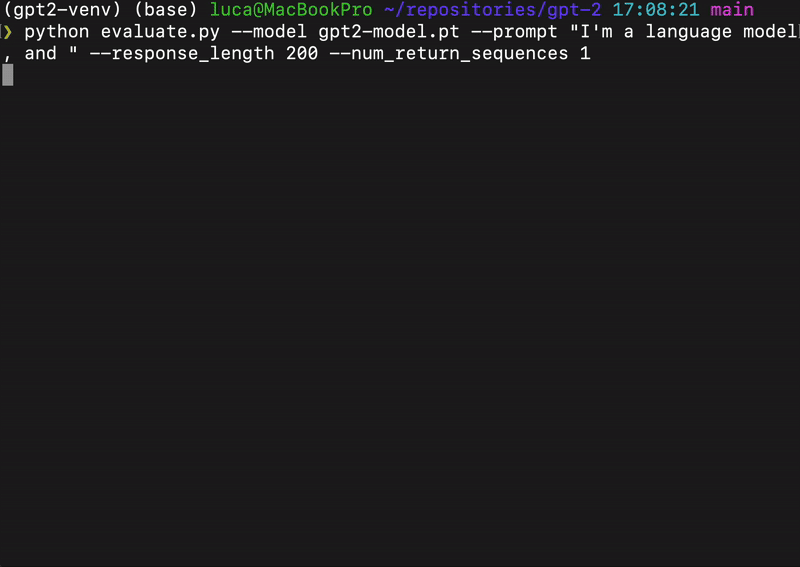 (gpt2-venv) (base) luca@MacBookPro ~/repositories/gpt-2 17:08:21 main
❯ python evaluate.py --model gpt2-model.pt --prompt "I'm a language model
, and " --response_length 200 --num_return_sequences 1